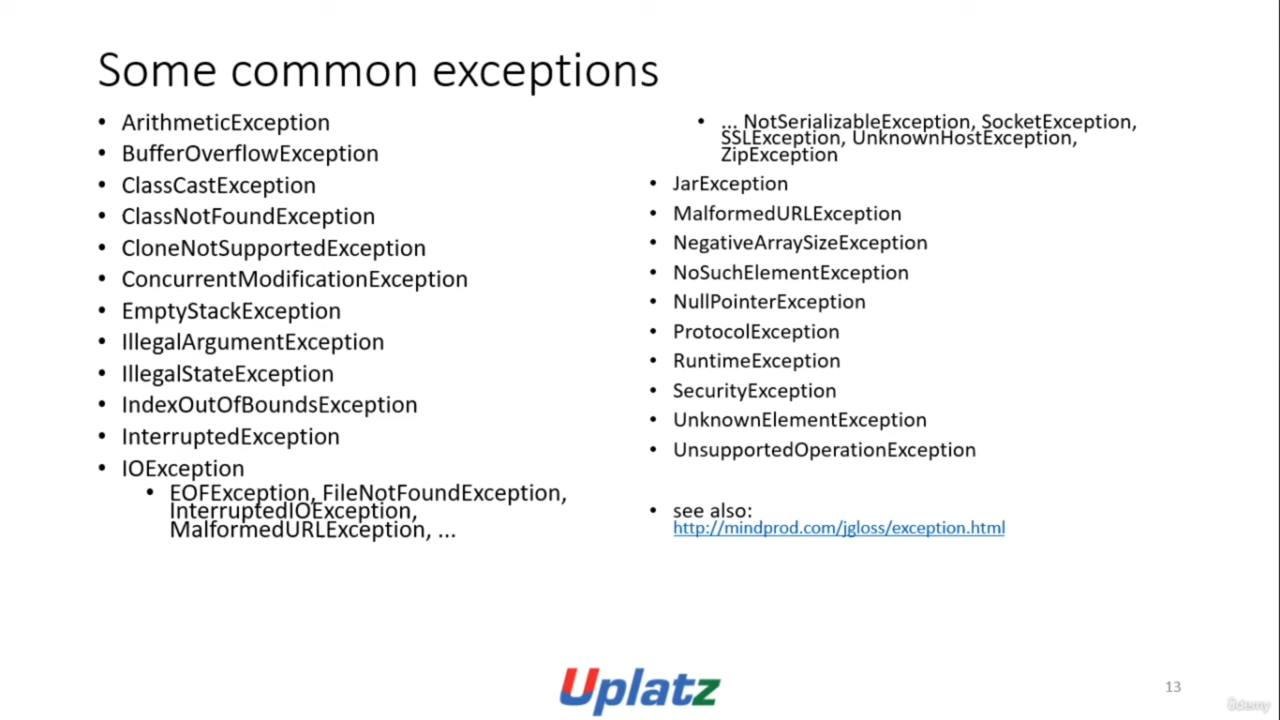 Some common exceptions
• ArithmeticException
• BufferOverflowException
• ClassCastException
• ClassNotFoundException
• CloneNotSupportedException
• ConcurrentModificationException
• EmptyStackException
• IllegalArgumentException
• IllegalStateException
• IndexOutOfBoundsException
• InterruptedException
• IOException
• EOFException, FileNotFoundException,
InterruptedIOException,
MalformedURLException, ...
• ... NotSerializableException, SocketException,
SSLException, UnknownHostException,
ZipException
• JarException
• MalformedURLException
• NegativeArraySizeException
• NoSuchElementException
• NullPointerException
• ProtocolException
• RuntimeException
• SecurityException
• UnknownElementException
• UnsupportedOperationException
• see also:
http://mindprod.com/jgloss/exception.html
Uplatz
13
ûdemy